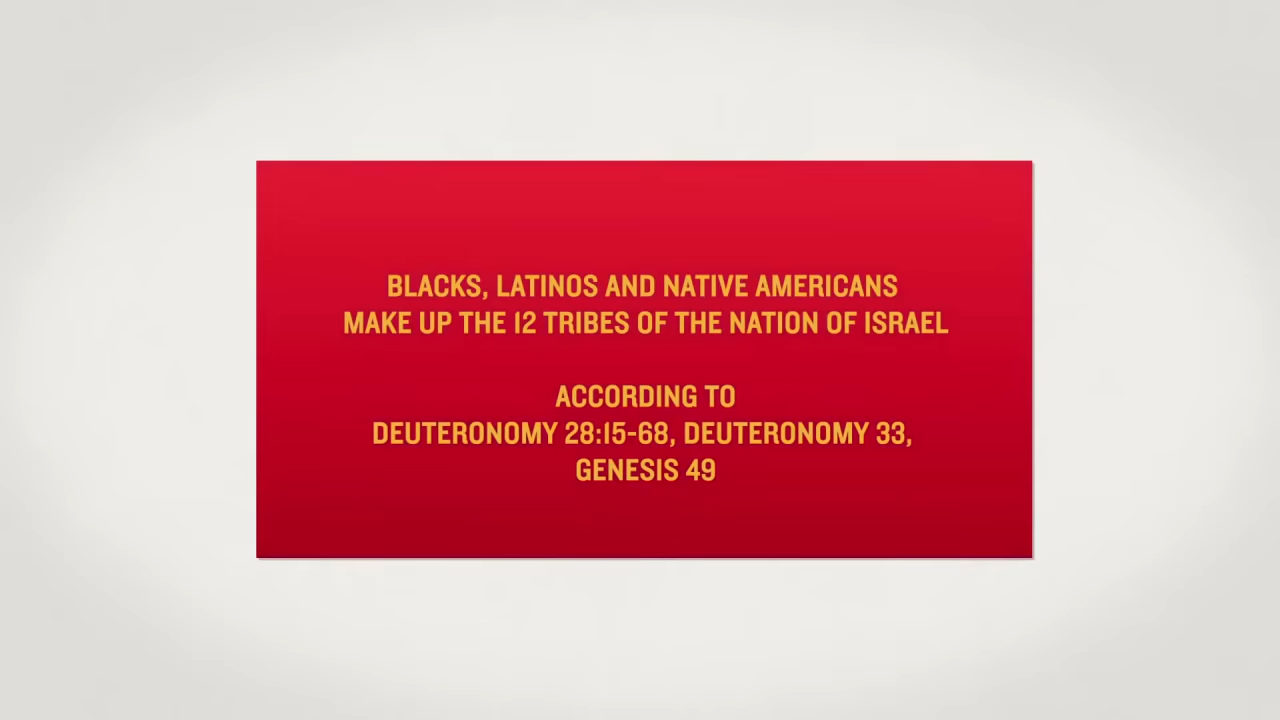 BLACKS, LATINOS AND NATIVE AMERICANS
MAKE UP THE 12 TRIBES OF THE NATION OF ISRAEL
ACCORDING TO
DEUTERONOMY 28:15-68, DEUTERONOMY 33,
GENESIS 49